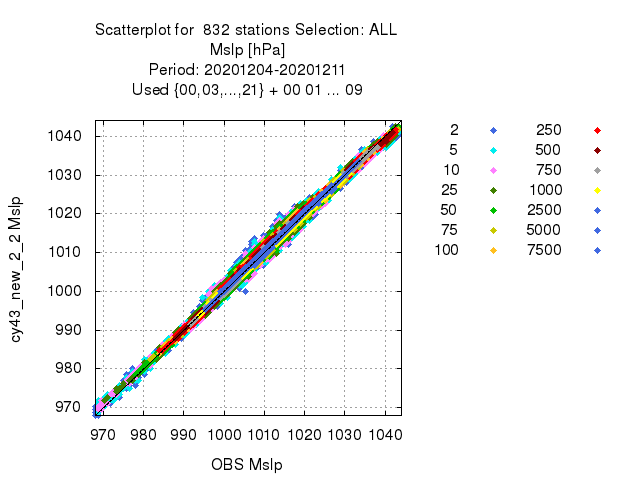 Scatterplot for 832 stations Selection: ALL
Mslp [hPa]
Period: 20201204-20201211
Used {00,03,...,21} + 00 01 ... 09
cy43_new_2_2 Mslp
1040
1030
1020
1010
1000
990
980
970
970 980 990 1000 1010 1020 1030 1040
OBS Mslp
2 250
5 500
10 750
25 1000
50 2500
75 5000
100 7500